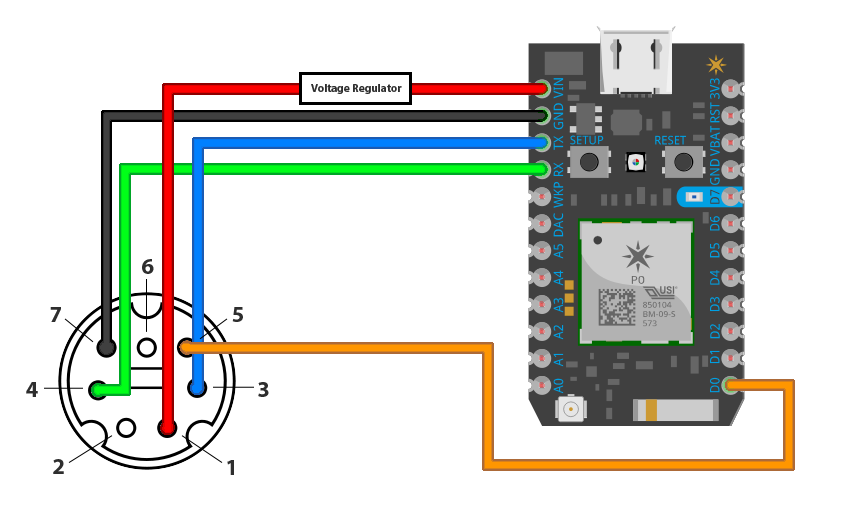 Voltage Regulator
VIN
GND
TX
RX
WKP
DAC
A5
A4
A3
A2
A1
A0
SETUP
RESET
3V3
RST
VBAT
GND
D7
D6
D5
D4
D3
D2
D1
D0
P0
USI
850104
BM-09-S
573
6
7
5
4
3
2
1